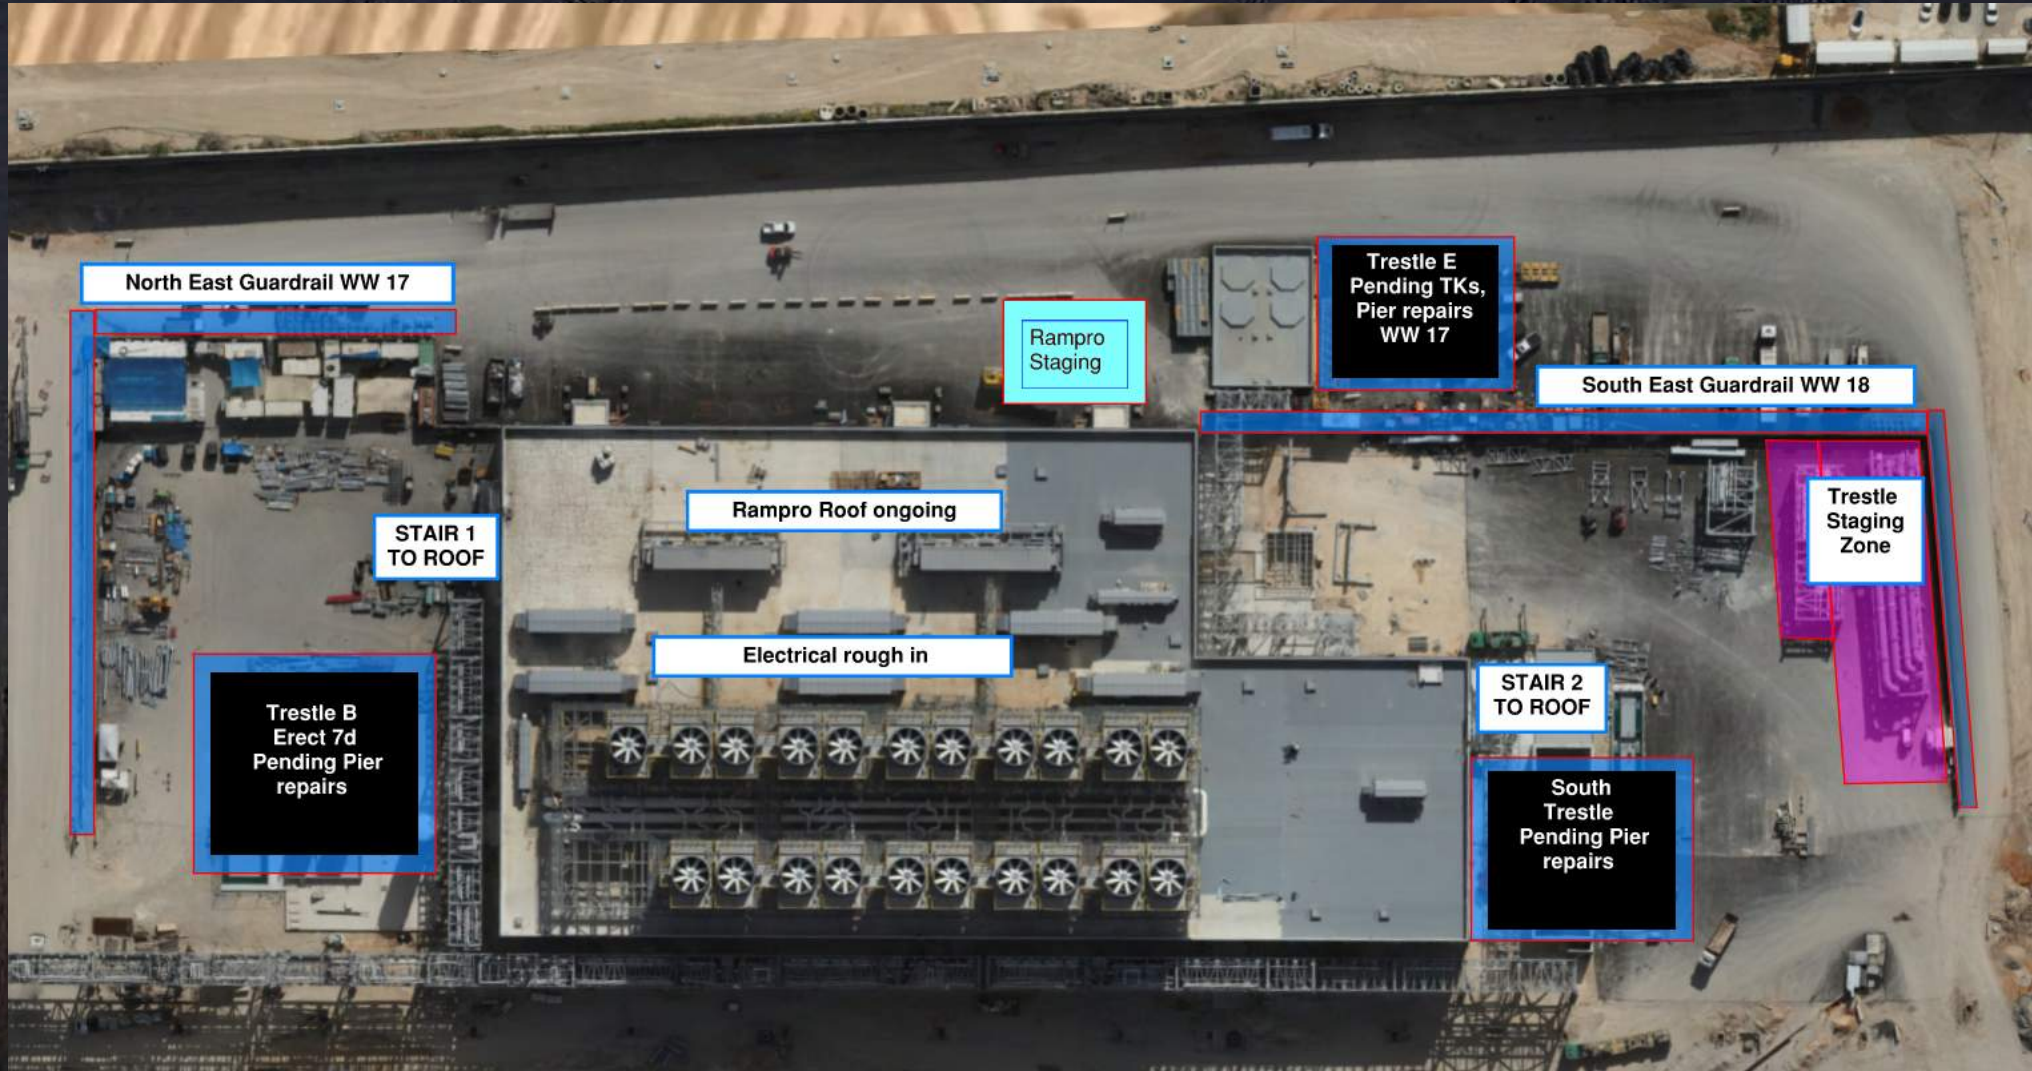 North East Guardrail WW 17
Trestle E
Pending TKs,
Pier repairs
WW 17
Rampro
Staging
South East Guardrail WW 18
Rampro Roof ongoing
STAIR 1
TO ROOF
Trestle
Staging
Zone
Electrical rough in
STAIR 2
TO ROOF
Trestle B
Erect 7d
Pending Pier
repairs
South
Trestle
Pending Pier
repairs